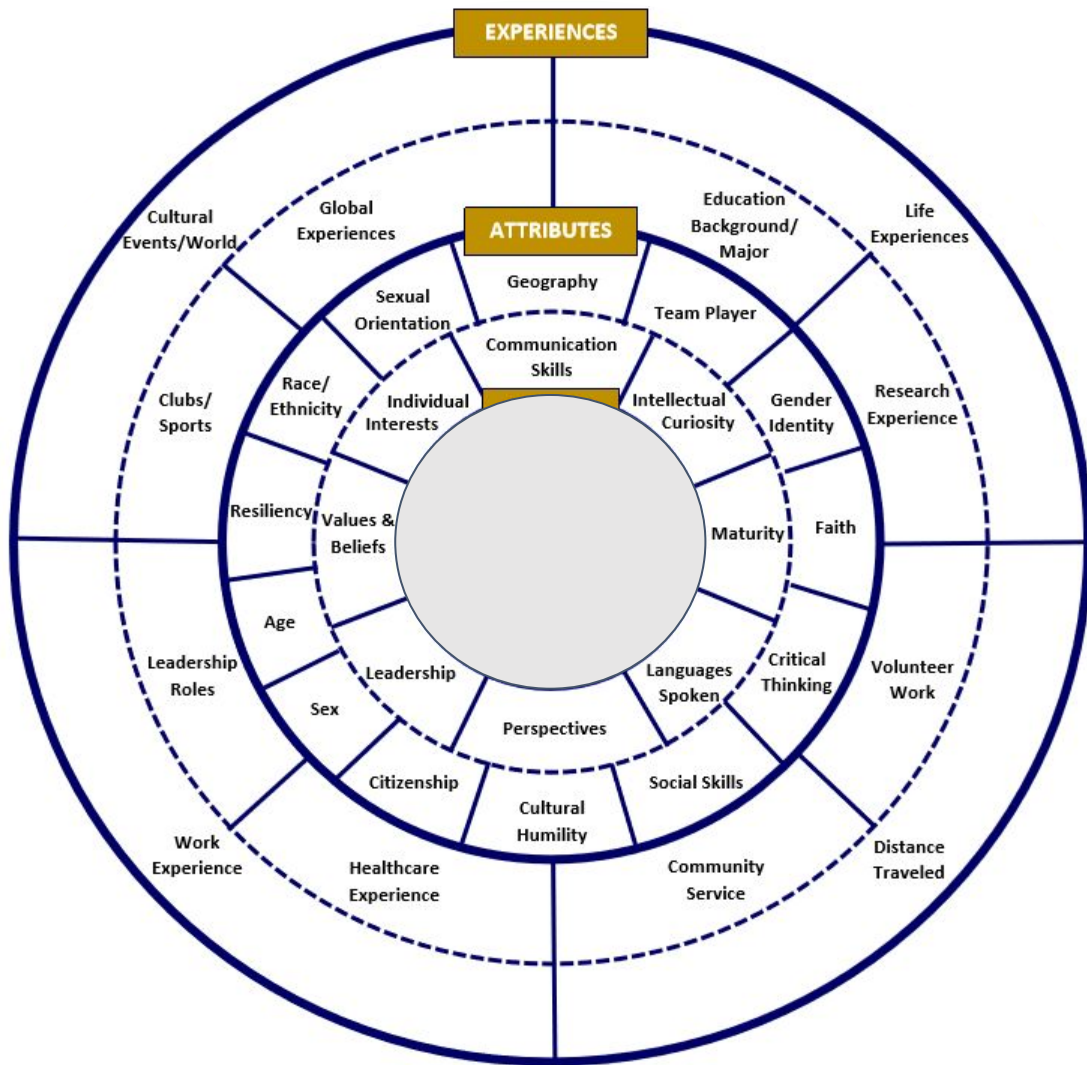 EXPERIENCES
Cultural
Events/World
Global
Experiences
Education
Background/
Major
Life
Experiences
Clubs/
Sports
Research
Experience
Leadership
Roles
Volunteer
Work
Work
Experience
Healthcare
Experience
Community
Service
Distance
Traveled
ATTRIBUTES
Geography
Sexual
Orientation
Team Player
Race/
Ethnicity
Gender
Identity
Resiliency
Faith
Age
Critical
Thinking
Sex
Citizenship
Cultural
Humility
Social Skills
Communication
Skills
Individual
Interests
Intellectual
Curiosity
Values &
Beliefs
Maturity
Leadership
Languages
Spoken
Perspectives